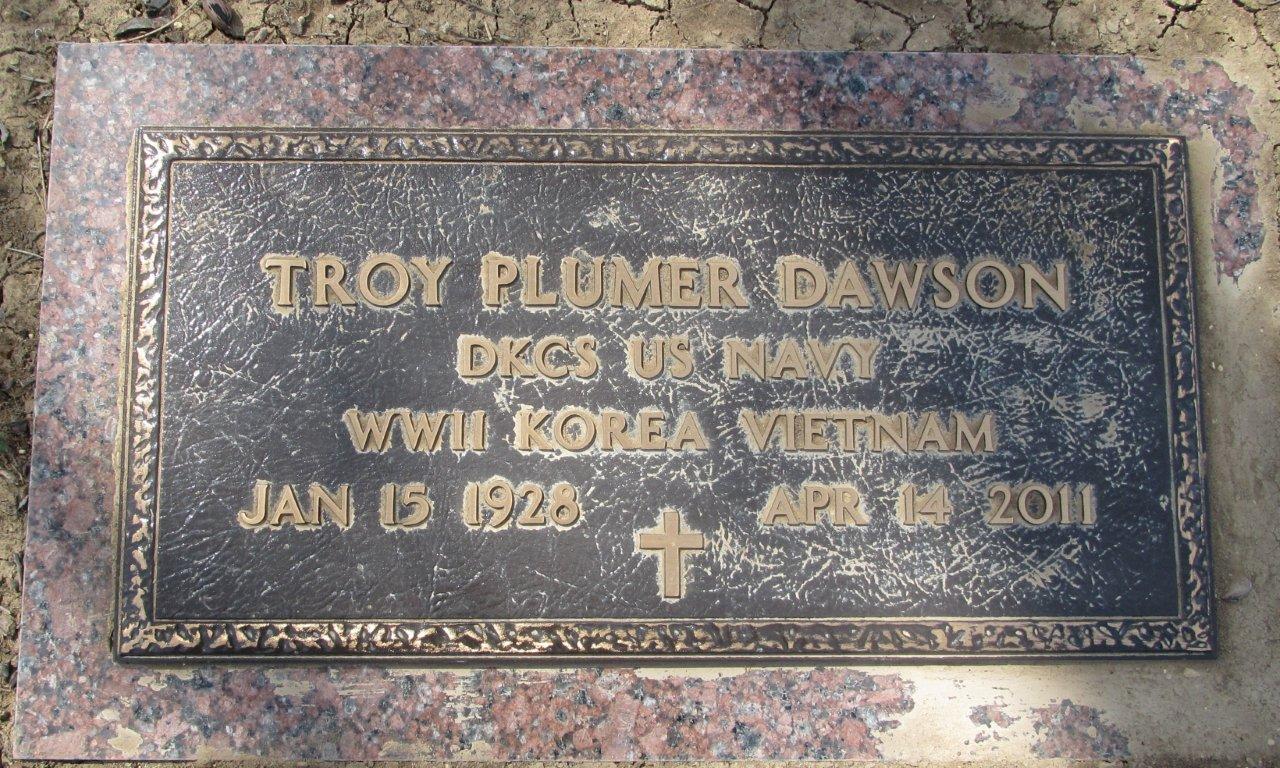 TROY PLUMER DAWSON
DKCS US NAVY
WWII KOREA VIETNAM
JAN 15 1928 APR 14 2011